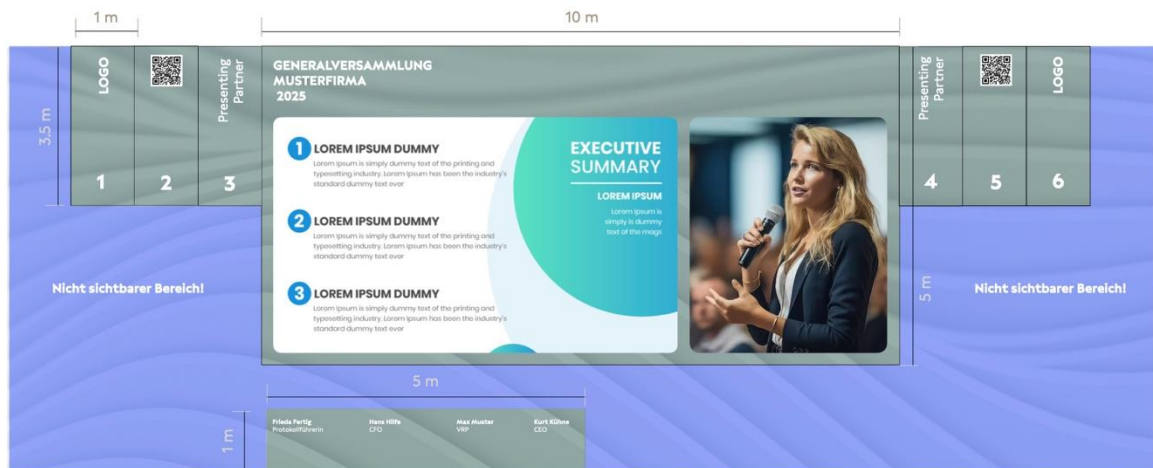 1 m
10 m
3.5 m
LOGO
1
2
Presenting
Partner
3
GENERALVERSAMMLUNG
MUSTERFIRMA
2025
1 LOREM IPSUM DUMMY
Lorem Ipsum is simply dummy text of the printing and
typesetting industry. Lorem Ipsum has been the industry's
standard dummy text ever
2 LOREM IPSUM DUMMY
Lorem Ipsum is simply dummy text of the printing and
typesetting industry. Lorem Ipsum has been the industry's
standard dummy text ever
3 LOREM IPSUM DUMMY
Lorem Ipsum is simply dummy text of the printing and
typesetting industry. Lorem Ipsum has been the industry's
standard dummy text ever
EXECUTIVE
SUMMARY
LOREM IPSUM
Lorem Ipsum is
simply is dummy
text of the mags
Presenting
Partner
4
5
LOGO
6
5 m
Nicht sichtbarer Bereich!
Nicht sichtbarer Bereich!
5 m
1 m
Frieda Fertig
Protokollführerin
Hans Hilfe
CFO
Max Muster
VRP
Kurt Kühne
CEO